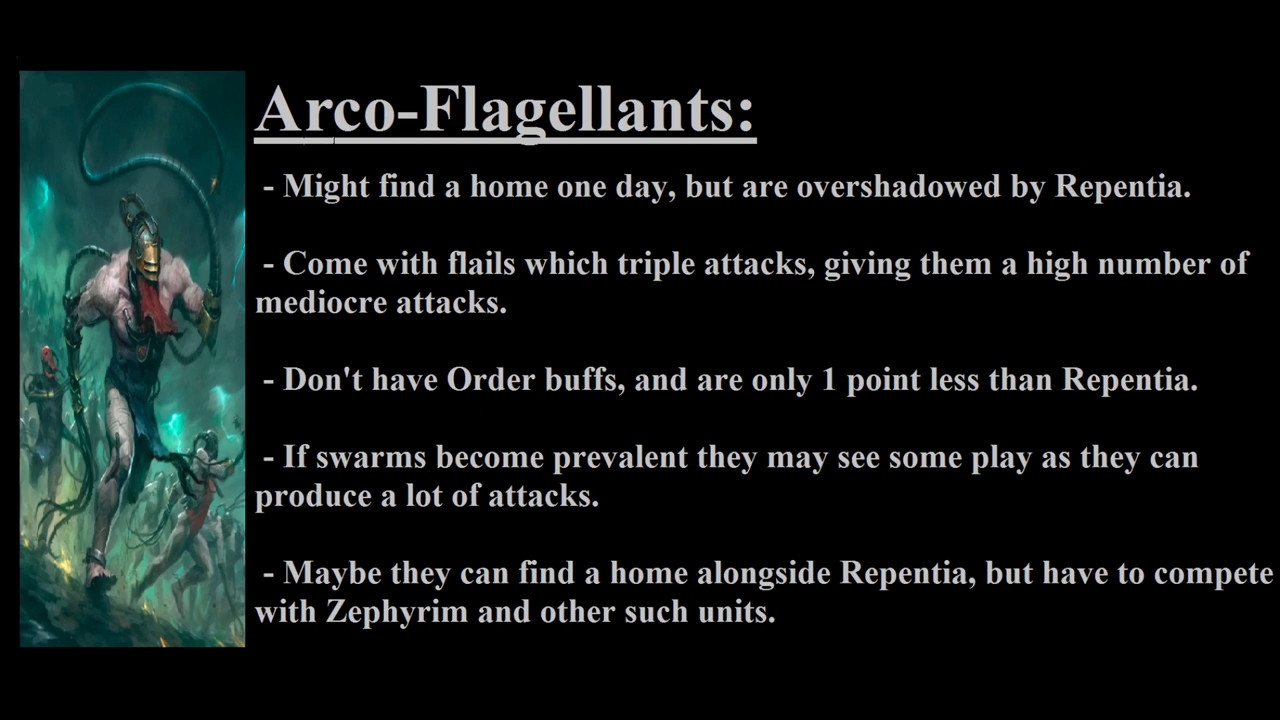 Arco-Flagellants:
- Might find a home one day, but are overshadowed by Repentia.
- Come with flails which triple attacks, giving them a high number of
mediocre attacks.
- Don't have Order buffs, and are only 1 point less than Repentia.
- If swarms become prevalent they may see some play as they can
produce a lot of attacks.
- Maybe they can find a home alongside Repentia, but have to compete
with Zephyrim and other such units.